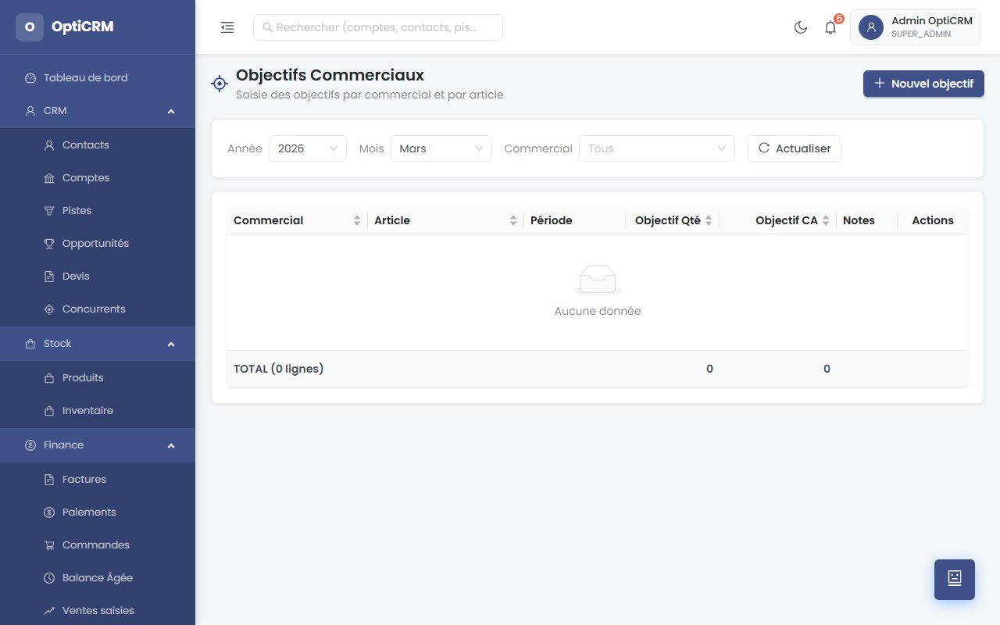 O OptiCRM
Tableau de bord
CRM
Contacts
Comptes
Pistes
Opportunités
Devis
Concurrents
Stock
Produits
Inventaire
Finance
Factures
Paiements
Commandes
Balance Âgée
Ventes saisies
Rechercher (comptes, contacts, pis...
5
Admin OptiCRM
SUPER_ADMIN
Objectifs Commerciaux
Saisie des objectifs par commercial et par article
Nouvel objectif
Année 2026 Mois Mars Commercial Tous Actualiser
Commercial Article Période Objectif Qté Objectif CA Notes Actions
Aucune donnée
TOTAL (0 lignes) 0 0